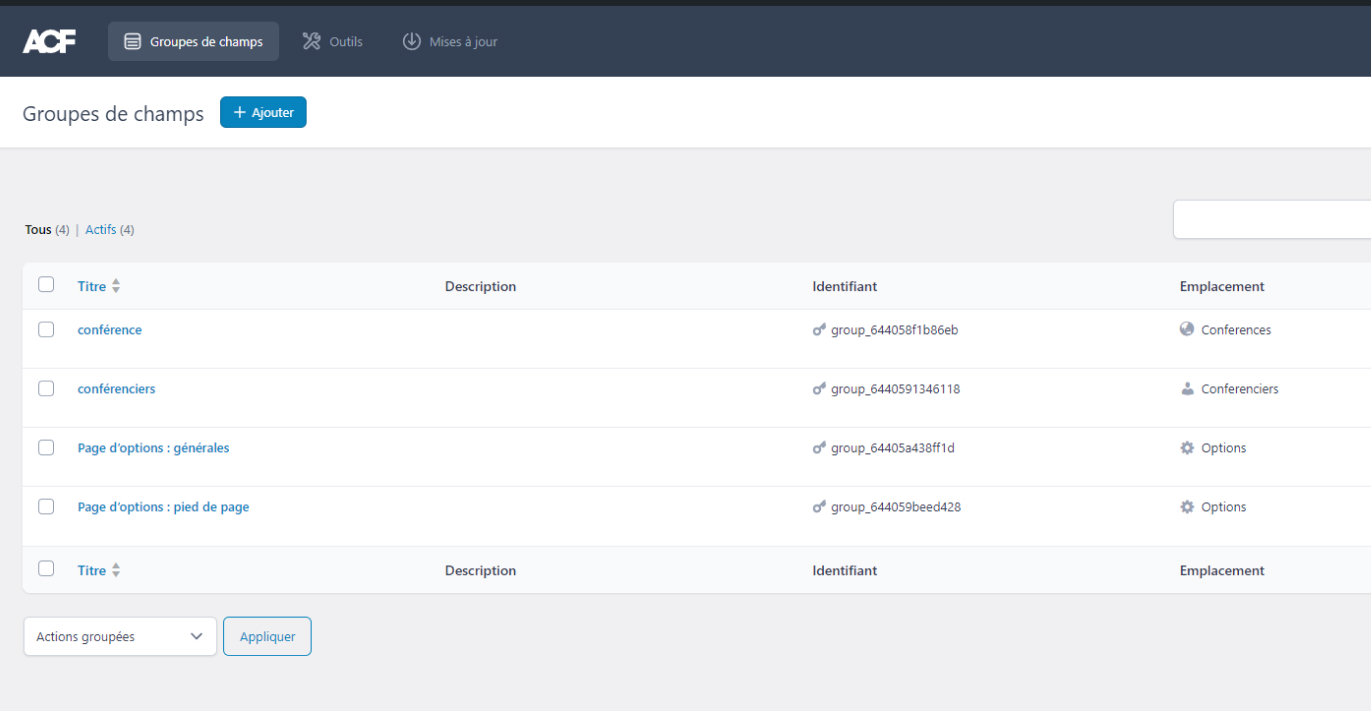 ACF Groupes de champs Outils Mises à jour
Groupes de champs + Ajouter
Tous (4) | Actifs (4)
Titre Description Identifiant Emplacement
conférence group_644058f1b86eb Conferences
conférenciers group_6440591346118 Conferenciers
Page d'options : générales group_64405a438ff1d Options
Page d'options : pied de page group_644059beed428 Options
Titre Description Identifiant Emplacement
Actions groupées Appliquer